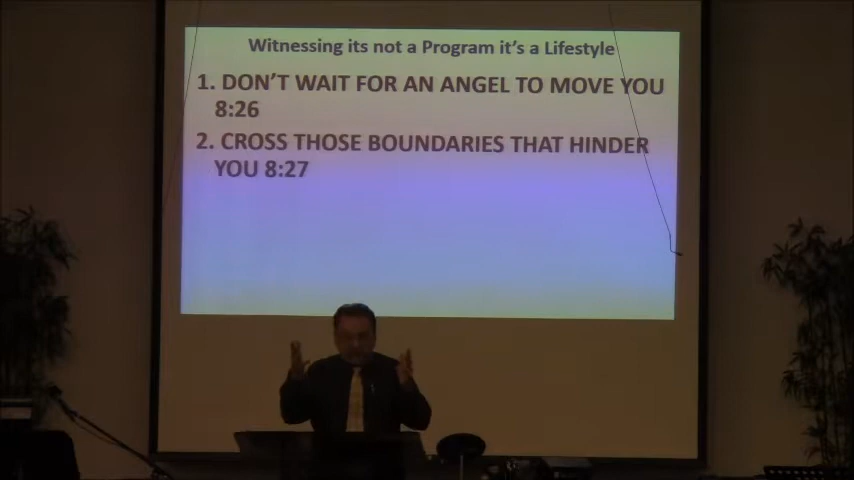 Witnessing its not a Program it's a Lifestyle
1. DON'T WAIT FOR AN ANGEL TO MOVE YOU
8:26
2. CROSS THOSE BOUNDARIES THAT HINDER
YOU 8:27